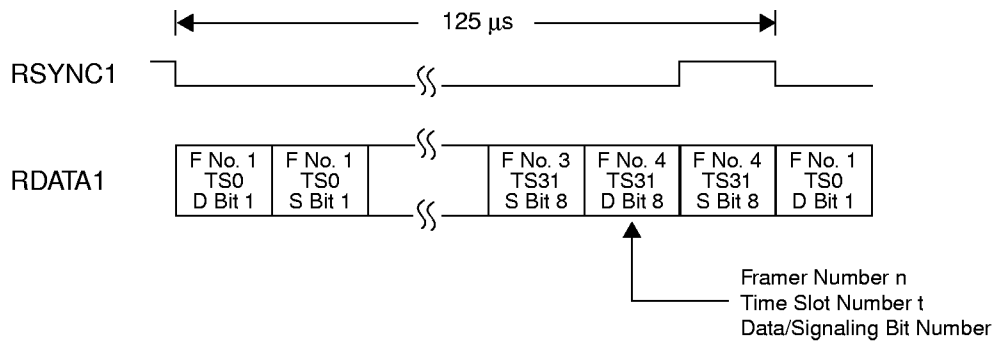 125 μs
RSYNC1
RDATA1
F No. 1
TS0
D Bit 1
F No. 1
TS0
S Bit 1
F No. 3
TS31
S Bit 8
F No. 4
TS31
D Bit 8
F No. 4
TS31
S Bit 8
F No. 1
TS0
D Bit 1
Framer Number n
Time Slot Number t
Data/Signaling Bit Number